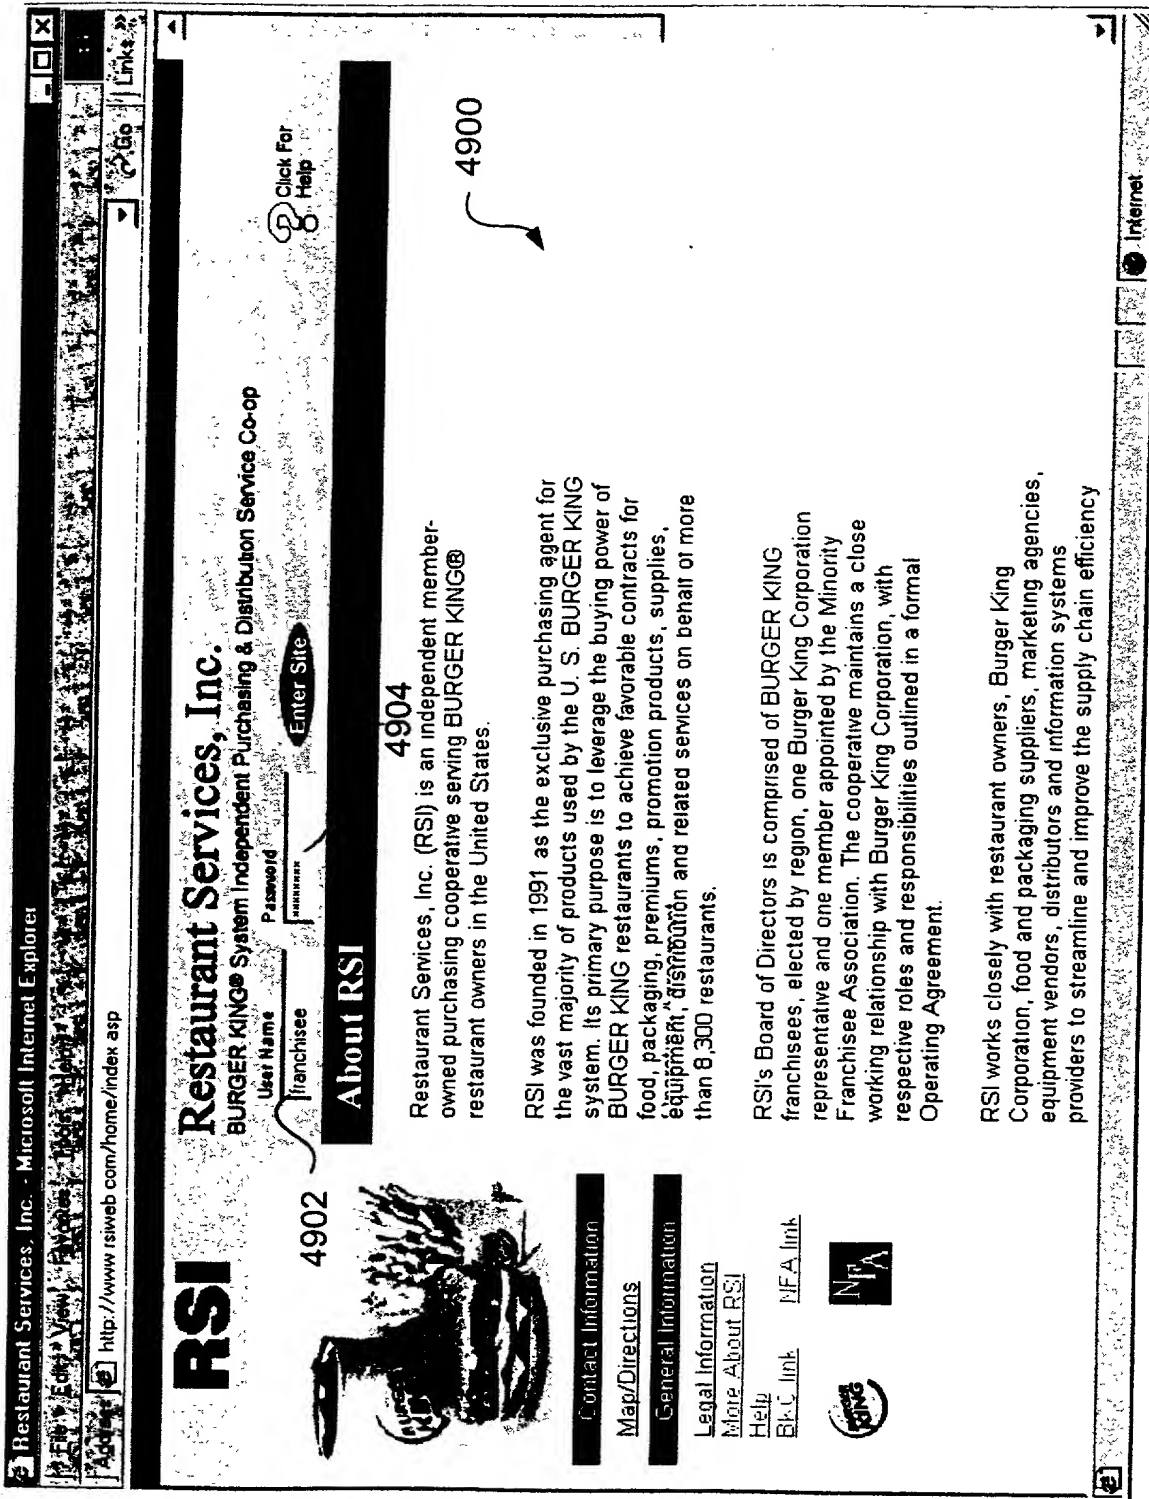 Restaurant Services, Inc. - Microsoft Internet Explorer
File Edit View Favorites Tools Help
Address http://www.rsiweb com/home/index asp Go Links »
RSI
Restaurant Services, Inc.
BURGER KING® System Independent Purchasing & Distribution Service Co-op
User Name Password
franchisee ******** Enter Site
Click For
Help
4902
4904
4900
About RSI
Restaurant Services, Inc. (RSI) is an independent member-
owned purchasing cooperative serving BURGER KING®
restaurant owners in the United States.
RSI was founded in 1991 as the exclusive purchasing agent for
the vast majority of products used by the U. S. BURGER KING
system. Its primary purpose is to leverage the buying power of
BURGER KING restaurants to achieve favorable contracts for
food, packaging, premiums, promotion products, supplies,
equipment, distribution and related services on behalf of more
than 8,300 restaurants.
RSI's Board of Directors is comprised of BURGER KING
franchisees, elected by region, one Burger King Corporation
representative and one member appointed by the Minority
Franchisee Association. The cooperative maintains a close
working relationship with Burger King Corporation, with
respective roles and responsibilities outlined in a formal
Operating Agreement.
RSI works closely with restaurant owners, Burger King
Corporation, food and packaging suppliers, marketing agencies,
equipment vendors, distributors and information systems
providers to streamline and improve the supply chain efficiency
Contact Information
Map/Directions
General Information
Legal Information
More About RSI
Help
BKC link NFA link
BURGER
KING
NFA
Internet